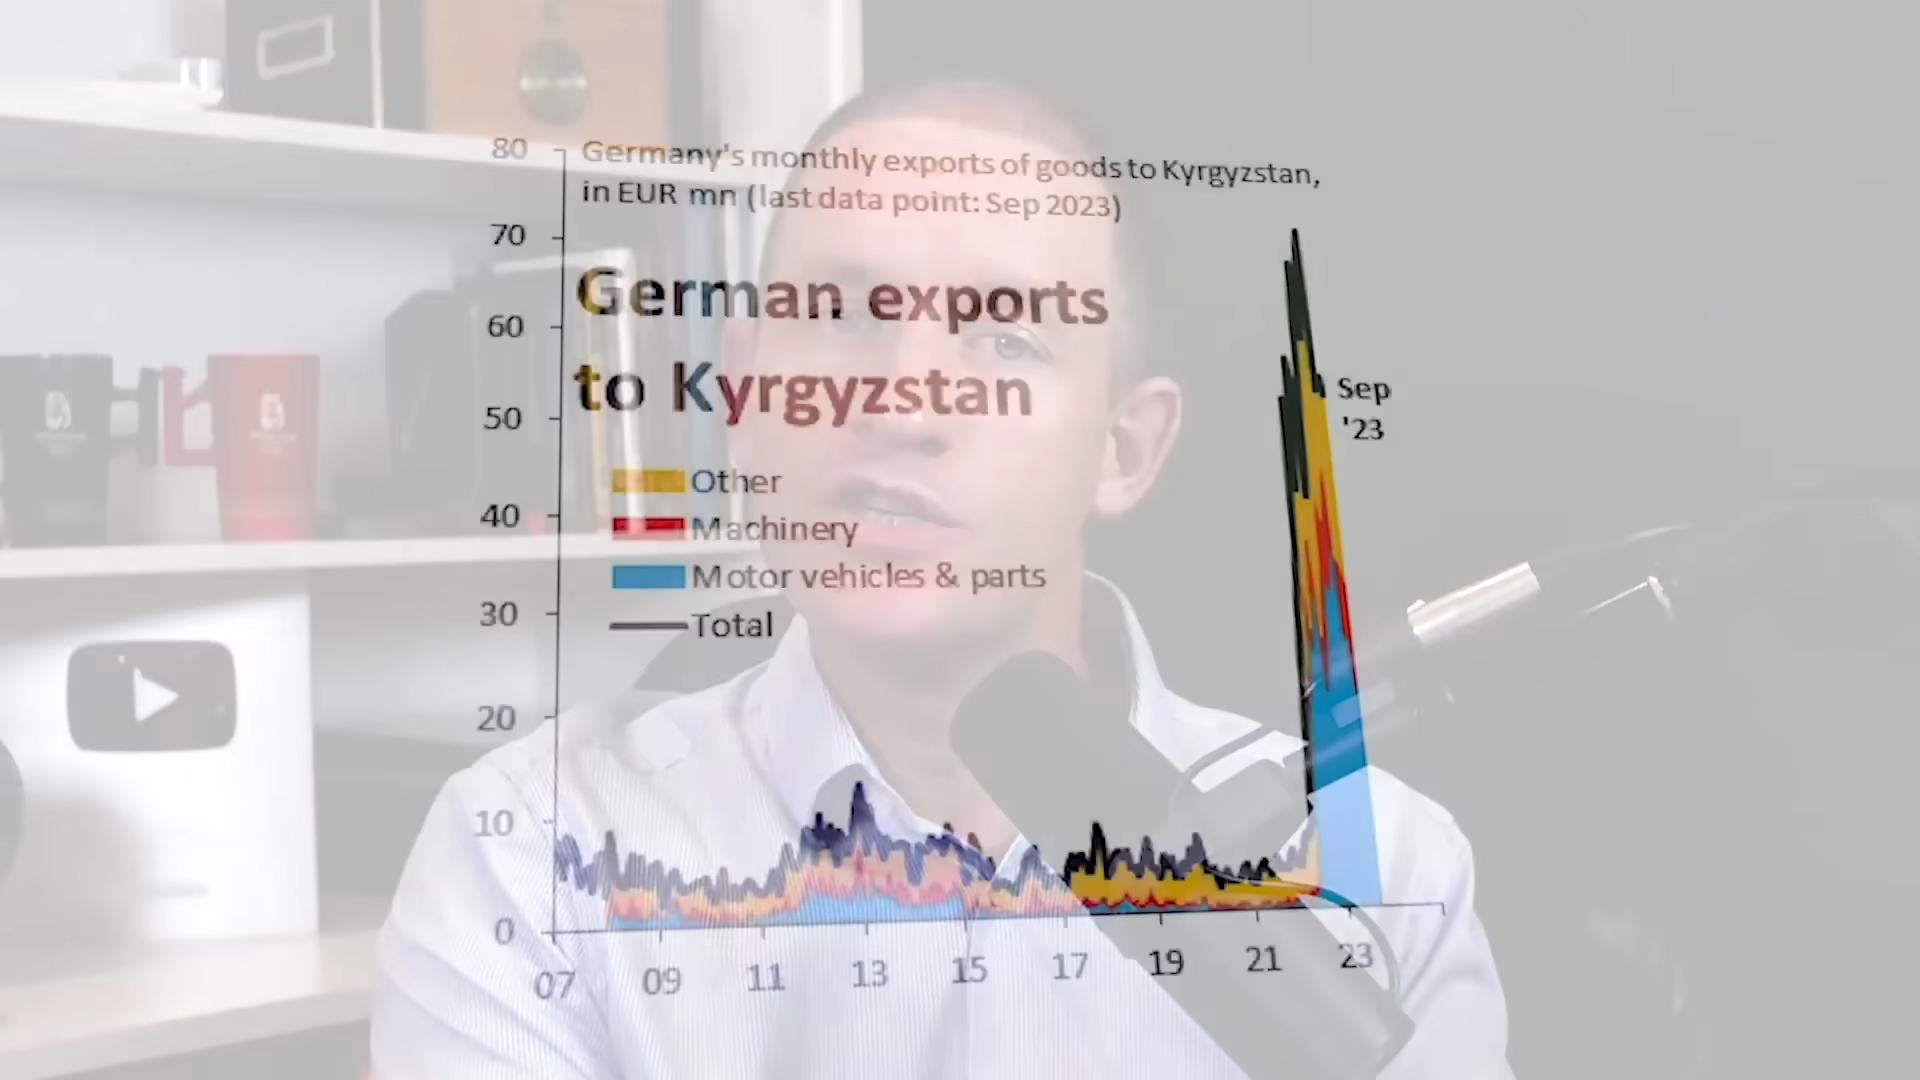 80
Germany's monthly exports of goods to Kyrgyzstan,
in EUR mn (last data point: Sep 2023)
70
German exports
60
to Kyrgyzstan
Sep
'23
50
Other
40
Machinery
Motor vehicles & parts
30
Total
20
10
0
07 09 11 13 15 17 19 21 23